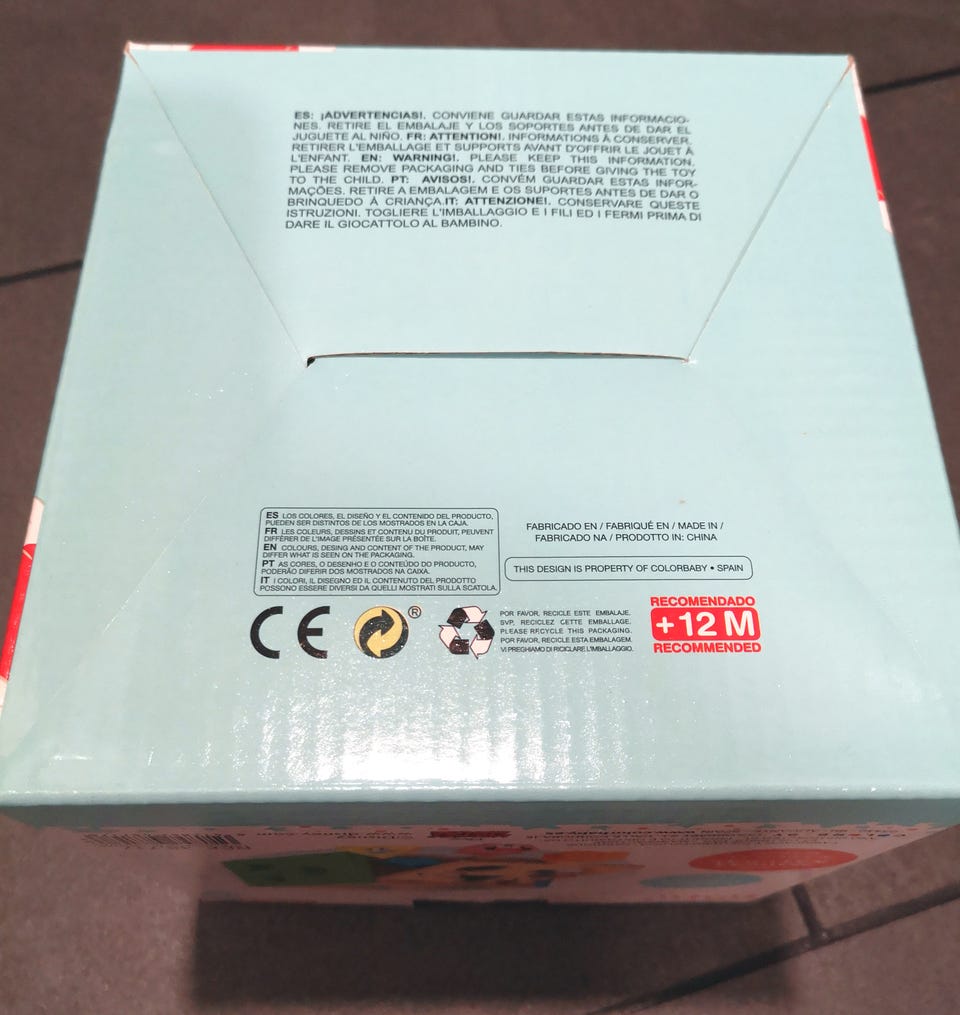 ES: ¡ADVERTENCIAS!. CONVIENE GUARDAR ESTAS INFORMACIO-
NES. RETIRE EL EMBALAJE Y LOS SOPORTES ANTES DE DAR EL
JUGUETE AL NIÑO. FR: ATTENTION!. INFORMATIONS À CONSERVER.
RETIRER L'EMBALLAGE ET SUPPORTS AVANT D'OFFRIR LE JOUET À
L'ENFANT. EN: WARNING!. PLEASE KEEP THIS INFORMATION.
PLEASE REMOVE PACKAGING AND TIES BEFORE GIVING THE TOY
TO THE CHILD. PT: AVISOS!. CONVÉM GUARDAR ESTAS INFOR-
MAÇÕES. RETIRE A EMBALAGEM E OS SUPORTES ANTES DE DAR O
BRINQUEDO À CRIANÇA.IT: ATTENZIONE!. CONSERVARE QUESTE
ISTRUZIONI. TOGLIERE L'IMBALLAGGIO E I FILI ED I FERMI PRIMA DI
DARE IL GIOCATTOLO AL BAMBINO.
ES LOS COLORES, EL DISEÑO Y EL CONTENIDO DEL PRODUCTO,
PUEDEN SER DISTINTOS DE LOS MOSTRADOS EN LA CAJA.
FR LES COULEURS, DESSINS ET CONTENU DU PRODUIT, PEUVENT
DIFFÉRER DE L'IMAGE PRÉSENTÉE SUR LA BOÎTE.
EN COLOURS, DESING AND CONTENT OF THE PRODUCT, MAY
DIFFER WHAT IS SEEN ON THE PACKAGING.
PT AS CORES, O DESENHO E O CONTEÚDO DO PRODUCTO,
PODERÃO DIFERIR DOS MOSTRADOS NA CAIXA.
IT I COLORI, IL DISEGNO ED IL CONTENUTO DEL PRODOTTO
POSSONO ESSERE DIVERSI DA QUELLI MOSTRATI SULLA SCATOLA.
FABRICADO EN / FABRIQUÉ EN / MADE IN /
FABRICADO NA / PRODOTTO IN: CHINA
THIS DESIGN IS PROPERTY OF COLORBABY • SPAIN
CE
®
POR FAVOR, RECICLE ESTE EMBALAJE.
SVP, RECICLEZ CETTE EMBALLAGE.
PLEASE RECYCLE THIS PACKAGING.
POR FAVOR, RECICLE ESTA EMBALAGEM.
VI PREGHIAMO DI RICICLARE L'IMBALLAGGIO.
RECOMENDADO
+12 M
RECOMMENDED